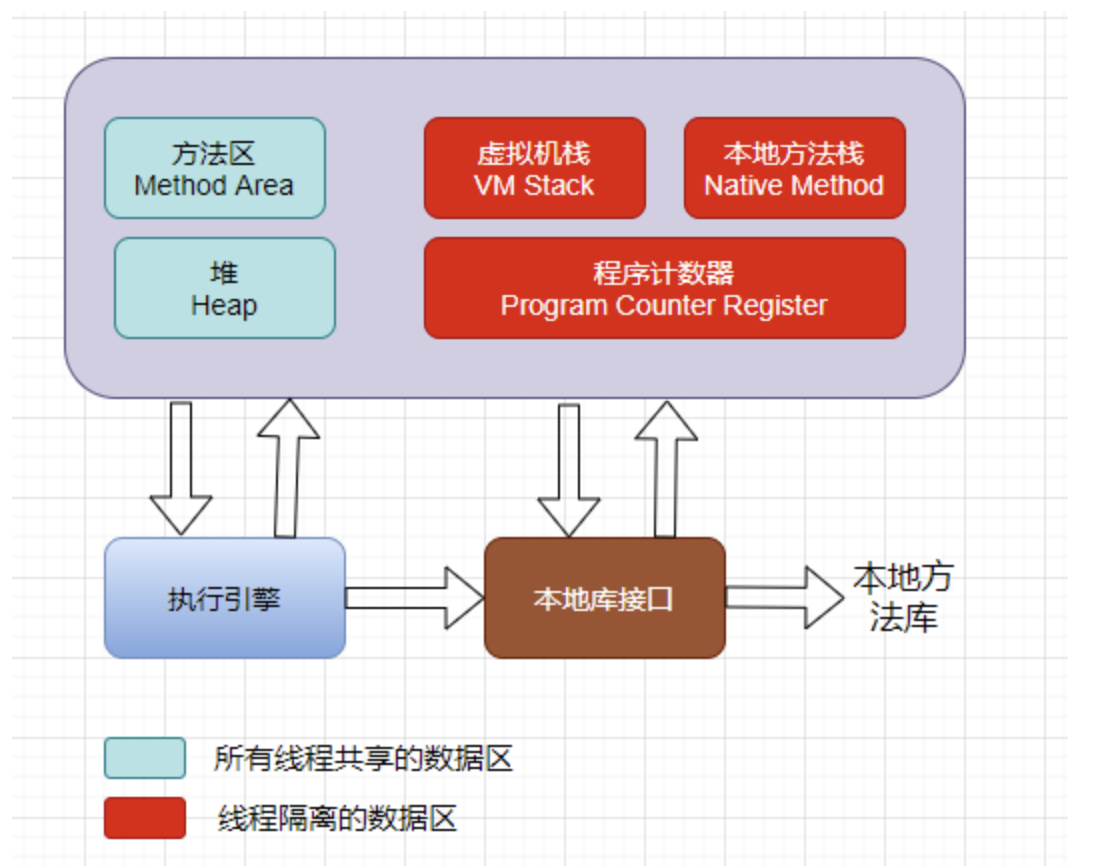 方法区
Method Area
虚拟机栈
VM Stack
本地方法栈
Native Method
堆
Heap
程序计数器
Program Counter Register
执行引擎
本地库接口
本地方
法库
所有线程共享的数据区
线程隔离的数据区